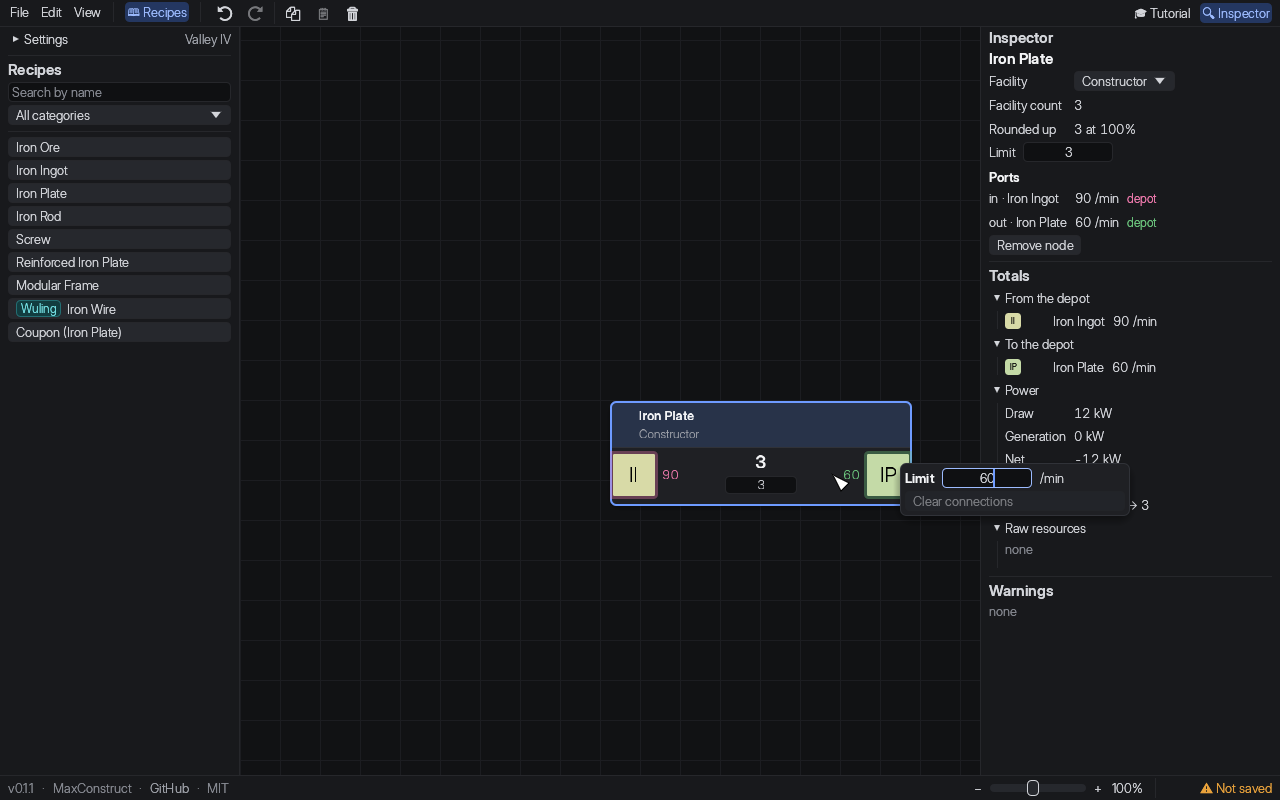 File Edit View Recipes Tutorial Inspector
Settings Valley IV
Recipes
Search by name
All categories
Iron Ore
Iron Ingot
Iron Plate
Iron Rod
Screw
Reinforced Iron Plate
Modular Frame
Wuling Iron Wire
Coupon (Iron Plate)
Iron Plate
Constructor
II 90 3 60 IP
3
Limit 60 /min
Clear connections
Inspector
Iron Plate
Facility Constructor
Facility count 3
Rounded up 3 at 100%
Limit 3
Ports
in · Iron Ingot 90 /min depot
out · Iron Plate 60 /min depot
Remove node
Totals
From the depot
II Iron Ingot 90 /min
To the depot
IP Iron Plate 60 /min
Power
Draw 12 kW
Generation 0 kW
Net -12 kW
→ 3
Raw resources
none
Warnings
none
v0.1.1 · MaxConstruct · GitHub · MIT
− + 100% Not saved